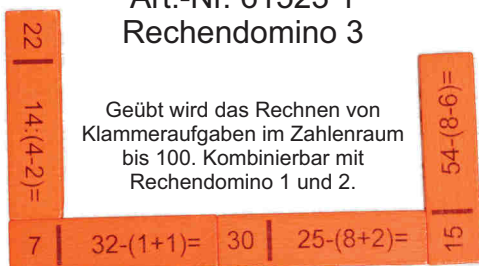 Art.-Nr. 61523 1
Rechendomino 3
22 | 14:(4-2)=
Geübt wird das Rechnen von
Klammeraufgaben im Zahlenraum
bis 100. Kombinierbar mit
Rechendomino 1 und 2.
54-(8-6)=
7 | 32-(1+1)= 30 | 25-(8+2)= 15 |